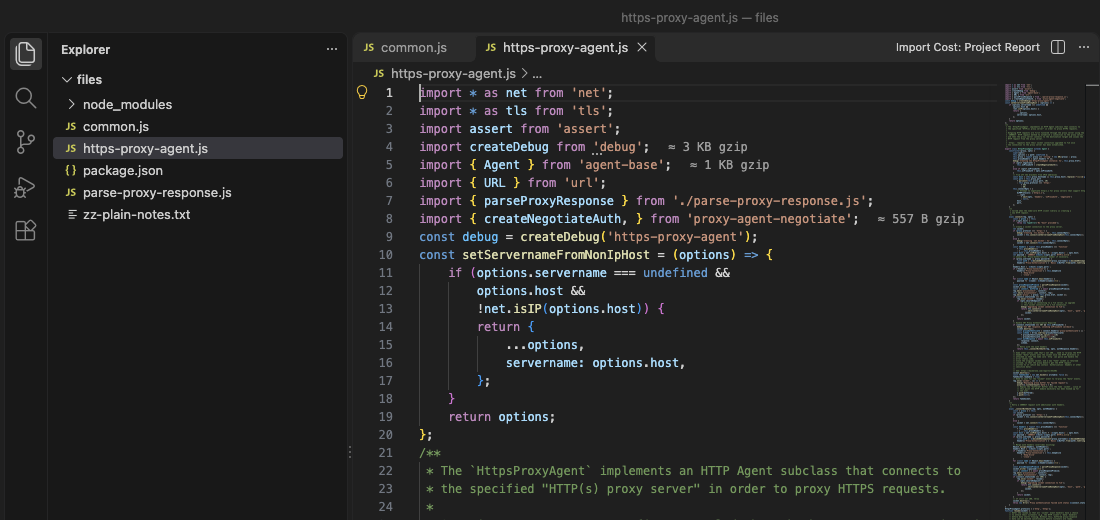 https-proxy-agent.js — files
Explorer
files
node_modules
JS common.js
JS https-proxy-agent.js
{} package.json
JS parse-proxy-response.js
zz-plain-notes.txt
JS common.js
JS https-proxy-agent.js
Import Cost: Project Report
JS https-proxy-agent.js > ...
1 import * as net from 'net';
2 import * as tls from 'tls';
3 import assert from 'assert';
4 import createDebug from 'debug'; ≈ 3 KB gzip
5 import { Agent } from 'agent-base'; ≈ 1 KB gzip
6 import { URL } from 'url';
7 import { parseProxyResponse } from './parse-proxy-response.js';
8 import { createNegotiateAuth, } from 'proxy-agent-negotiate'; ≈ 557 B gzip
9 const debug = createDebug('https-proxy-agent');
10 const setServernameFromNonIpHost = (options) => {
11 if (options.servername === undefined &&
12 options.host &&
13 !net.isIP(options.host)) {
14 return {
15 ...options,
16 servername: options.host,
17 };
18 }
19 return options;
20 };
21 /**
22 * The `HttpsProxyAgent` implements an HTTP Agent subclass that connects to
23 * the specified "HTTP(s) proxy server" in order to proxy HTTPS requests.
24 *